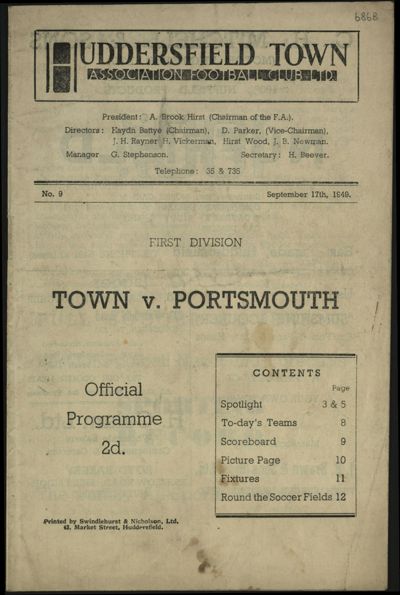 6868
HUDDERSFIELD TOWN
ASSOCIATION FOOTBALL CLUB LTD.
President: A. Brook Hirst (Chairman of the F.A.).
Directors: Haydn Battye (Chairman), D. Parker, (Vice-Chairman),
J. H. Rayner H. Vickerman, Hirst Wood, J. B. Newman.
Manager G. Stephenson. Secretary: H. Beever.
Telephone: 35 & 735
No. 9 September 17th, 1949.
FIRST DIVISION
TOWN v. PORTSMOUTH
Official
Programme
2d.
CONTENTS
Page
Spotlight 3 & 5
To-day's Teams 8
Scoreboard 9
Picture Page 10
Fixtures 11
Round the Soccer Fields 12
Printed by Swindlehurst & Nicholson, Ltd.
43, Market Street, Huddersfield.